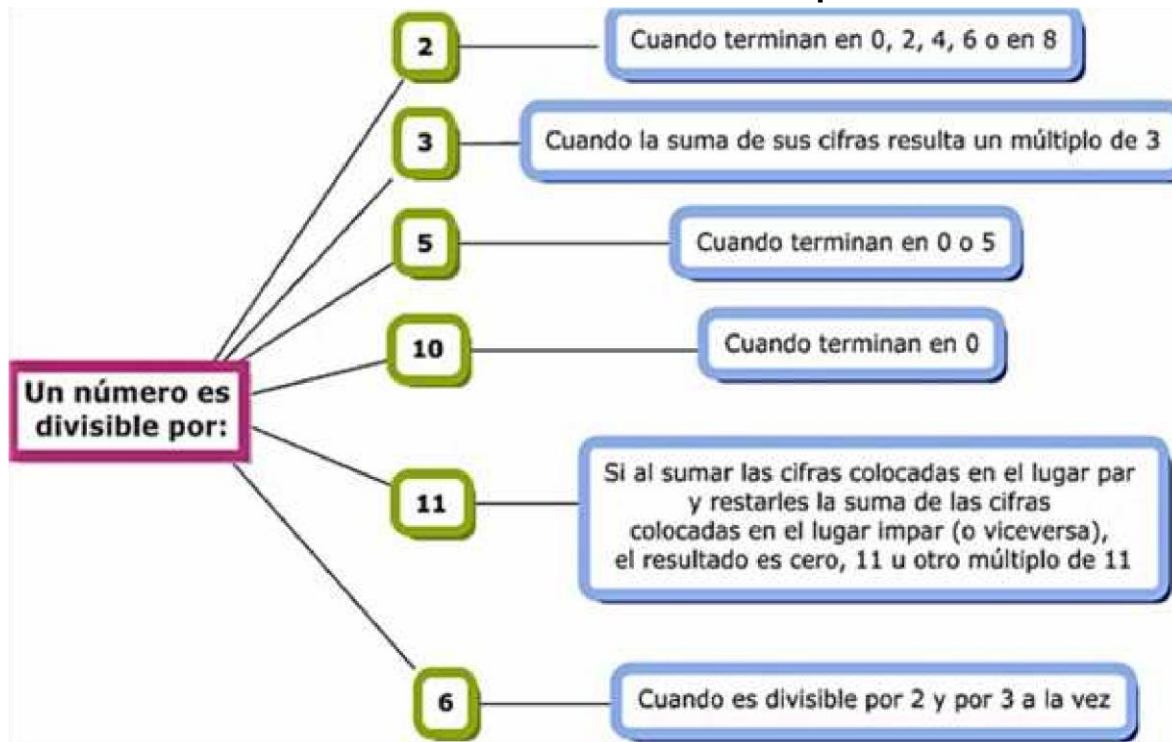 2
Cuando terminan en 0, 2, 4, 6 o en 8
3
Cuando la suma de sus cifras resulta un múltiplo de 3
5
Cuando terminan en 0 o 5
10
Cuando terminan en 0
Un número es
divisible por:
11
Si al sumar las cifras colocadas en el lugar par
y restarles la suma de las cifras
colocadas en el lugar impar (o viceversa),
el resultado es cero, 11 u otro múltiplo de 11
6
Cuando es divisible por 2 y por 3 a la vez